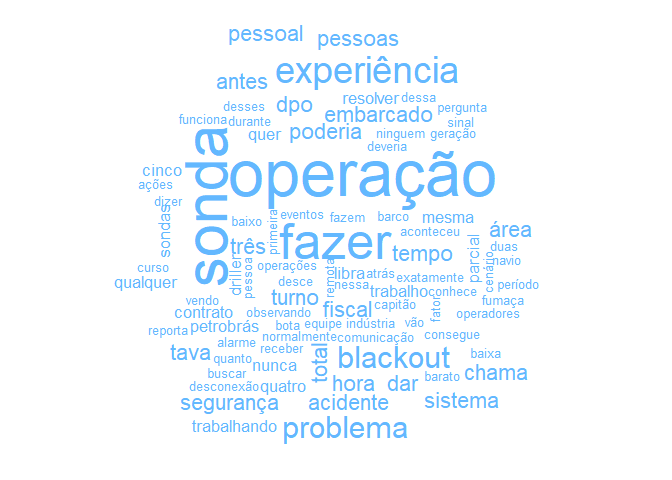 pessoal
pessoas
experiência
antes
dpo
resolver
dessa
desses
embarcado
pergunta
funciona
durante
sinal
quer
poderia
ninguem
geração
deveria
sonda
operação
cinco
ações
dizer
sondas
baixo
primeira
eventos
fazem
barco
mesma
fazer
aconteceu
área
três
tempo
parcial
duas
navio
cenário
driller
pessoa
operações
remota
libra
atrás
exatamente
curso
qualquer
desce
nessa
trabalho
conhece
período
vendo
turno
fiscal
capitão
fator
fumaça
contrato
observando
operadores
reporta
petrobrás
bota
equipe
indústria
vão
alarme
normalmente
comunicação
consegue
tava
quanto
receber
total
blackout
baixa
buscar
nunca
chama
desconexão
quatro
hora
dar
barato
segurança
acidente
sistema
trabalhando
problema